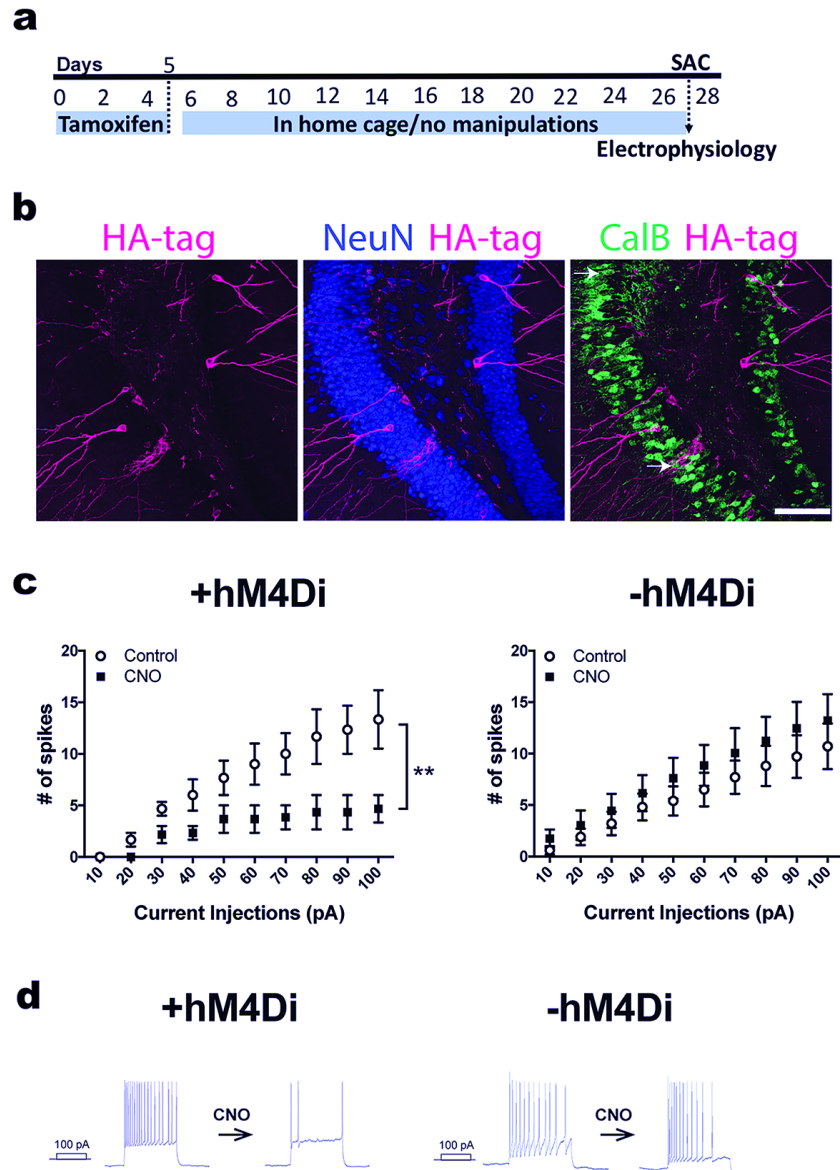 a
Days 5 SAC
0 2 4 6 8 10 12 14 16 18 20 22 24 26 28
Tamoxifen In home cage/no manipulations
Electrophysiology
b
HA-tag NeuN HA-tag CalB HA-tag
c
+hM4Di -hM4Di
20 Control 20 Control
CNO CNO
15 15
# of spikes # of spikes
10 10
** 
5 5
0 0
10 20 30 40 50 60 70 80 90 100 10 20 30 40 50 60 70 80 90 100
Current Injections (pA) Current Injections (pA)
d
+hM4Di -hM4Di
CNO CNO
100 pA 100 pA